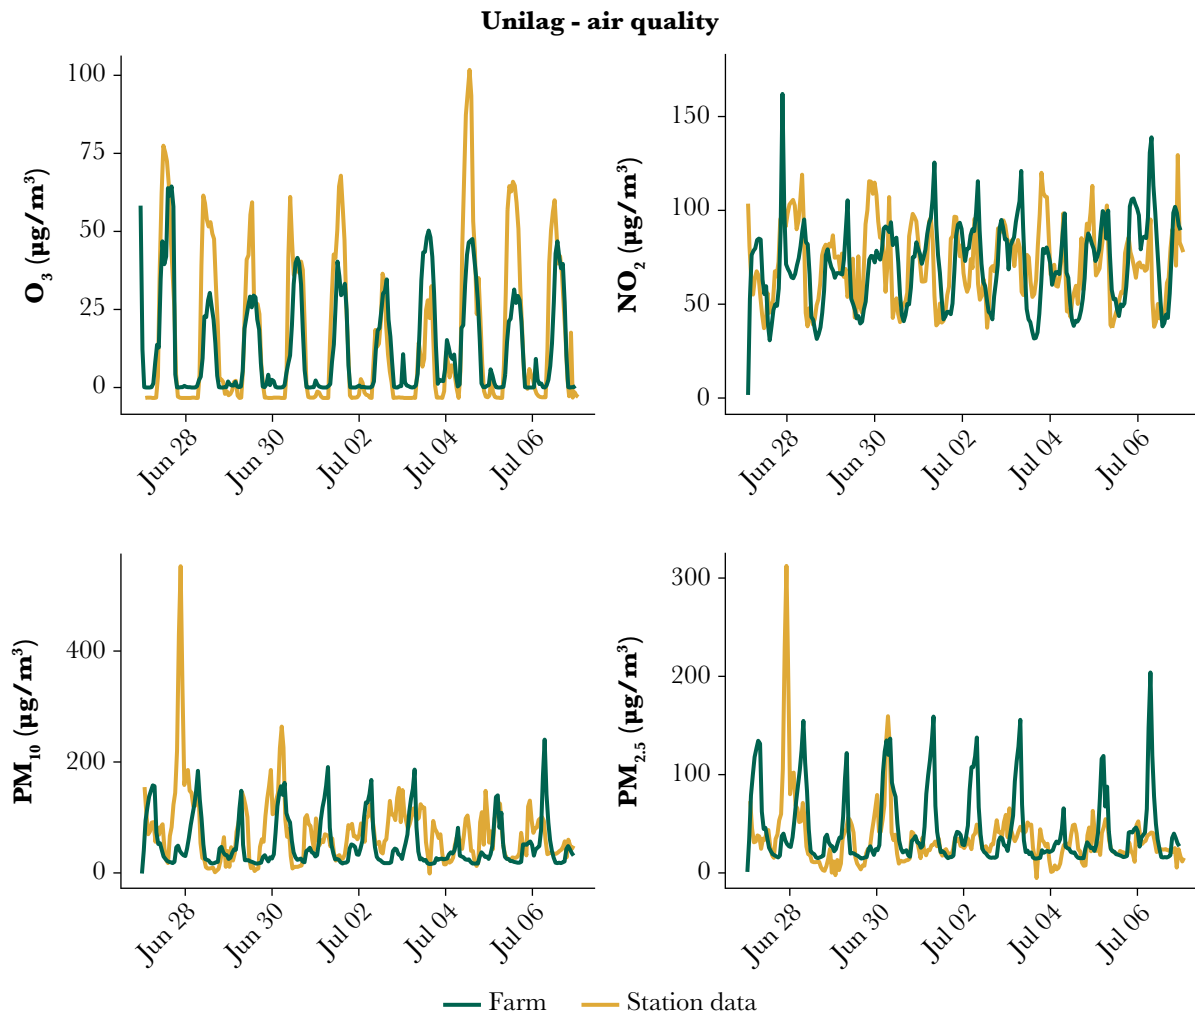 Unilag - air quality
O3 (µg/m³)
100
75
50
25
0
Jun 28
Jun 30
Jul 02
Jul 04
Jul 06
NO2 (µg/m³)
150
100
50
0
Jun 28
Jun 30
Jul 02
Jul 04
Jul 06
PM10 (µg/m³)
400
200
0
Jun 28
Jun 30
Jul 02
Jul 04
Jul 06
PM2.5 (µg/m³)
300
200
100
0
Jun 28
Jun 30
Jul 02
Jul 04
Jul 06
Farm
Station data